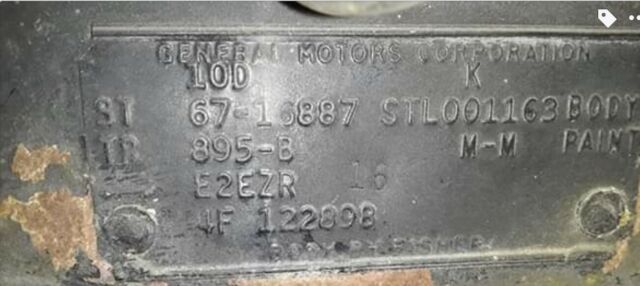 GENERAL MOTORS CORPORATION
10D K
ST 67-16887 STL001163 BODY
TR 895-B M-M PAINT
E2EZR 16
4F 122898
BODY BY FISHER